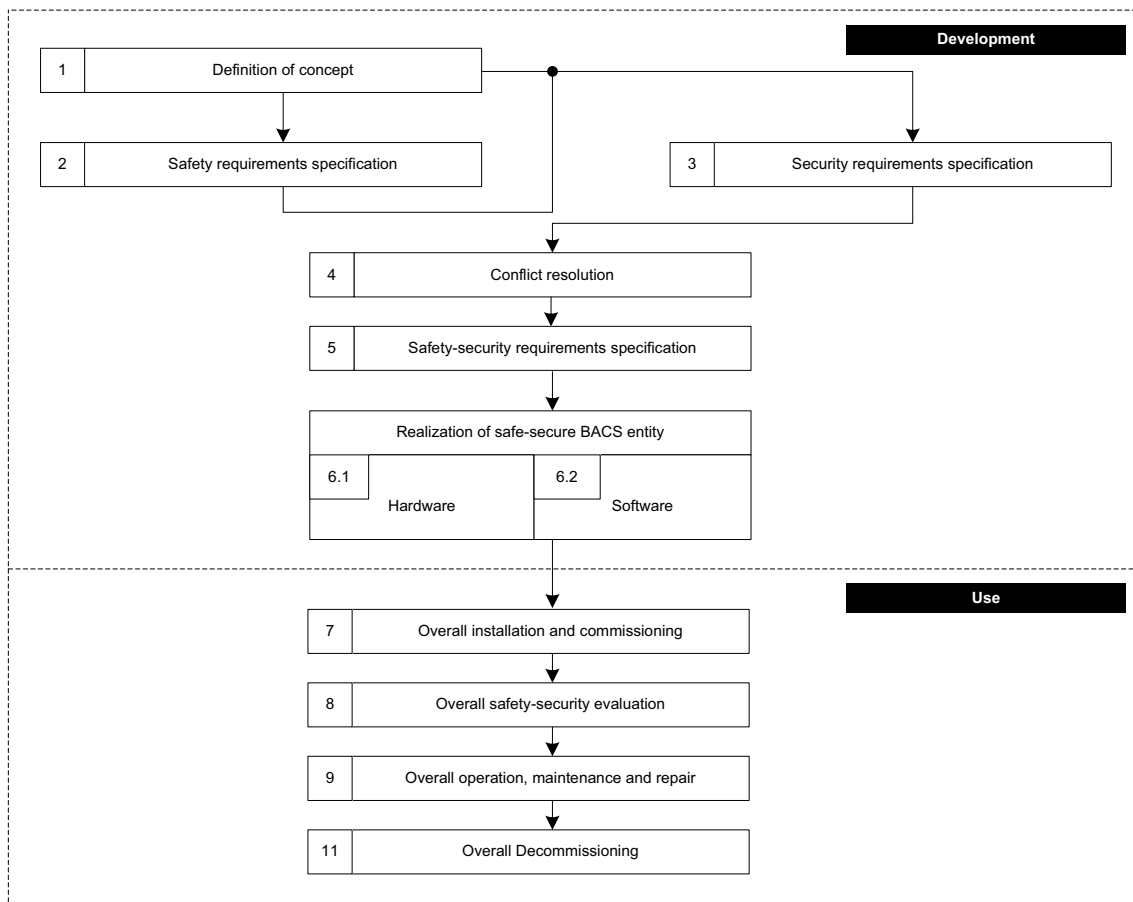 Development
1
Definition of concept
2
Safety requirements specification
3
Security requirements specification
4
Conflict resolution
5
Safety-security requirements specification
Realization of safe-secure BACS entity
6.1
Hardware
6.2
Software
Use
7
Overall installation and commissioning
8
Overall safety-security evaluation
9
Overall operation, maintenance and repair
11
Overall Decommissioning